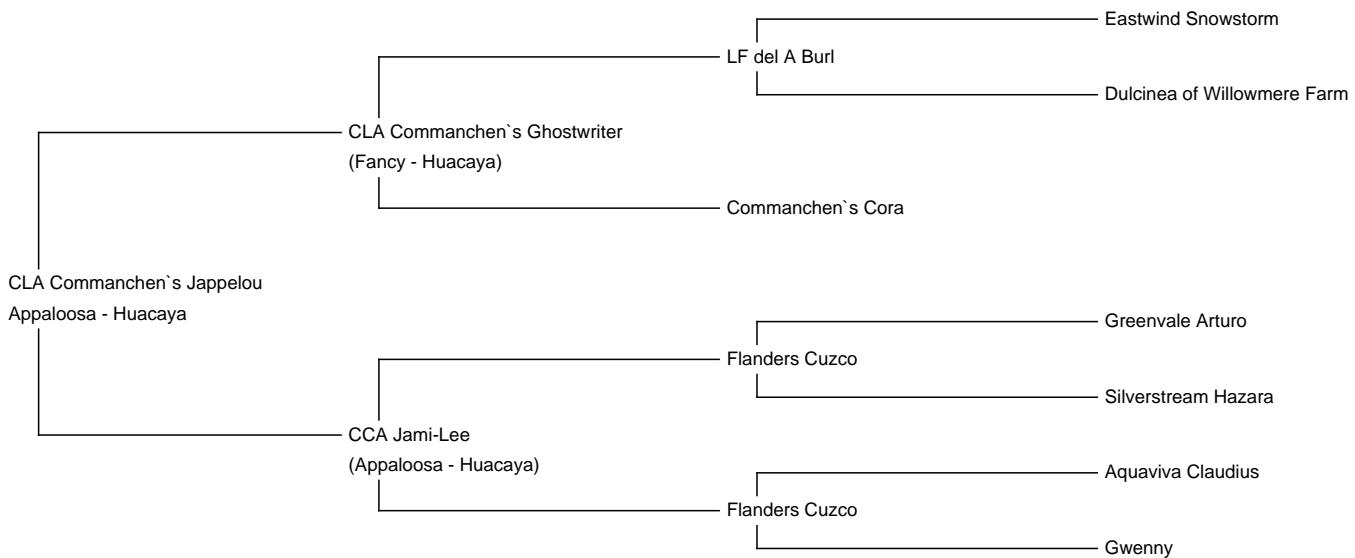 Eastwind Snowstorm
LF del A Burl
Dulcinea of Willowmere Farm
CLA Commanchen`s Ghostwriter
(Fancy - Huacaya)
Commanchen`s Cora
CLA Commanchen`s Jappelou
Appaloosa - Huacaya
Greenvale Arturo
Flanders Cuzco
Silverstream Hazara
CCA Jami-Lee
(Appaloosa - Huacaya)
Aquaviva Claudius
Flanders Cuzco
Gwenny